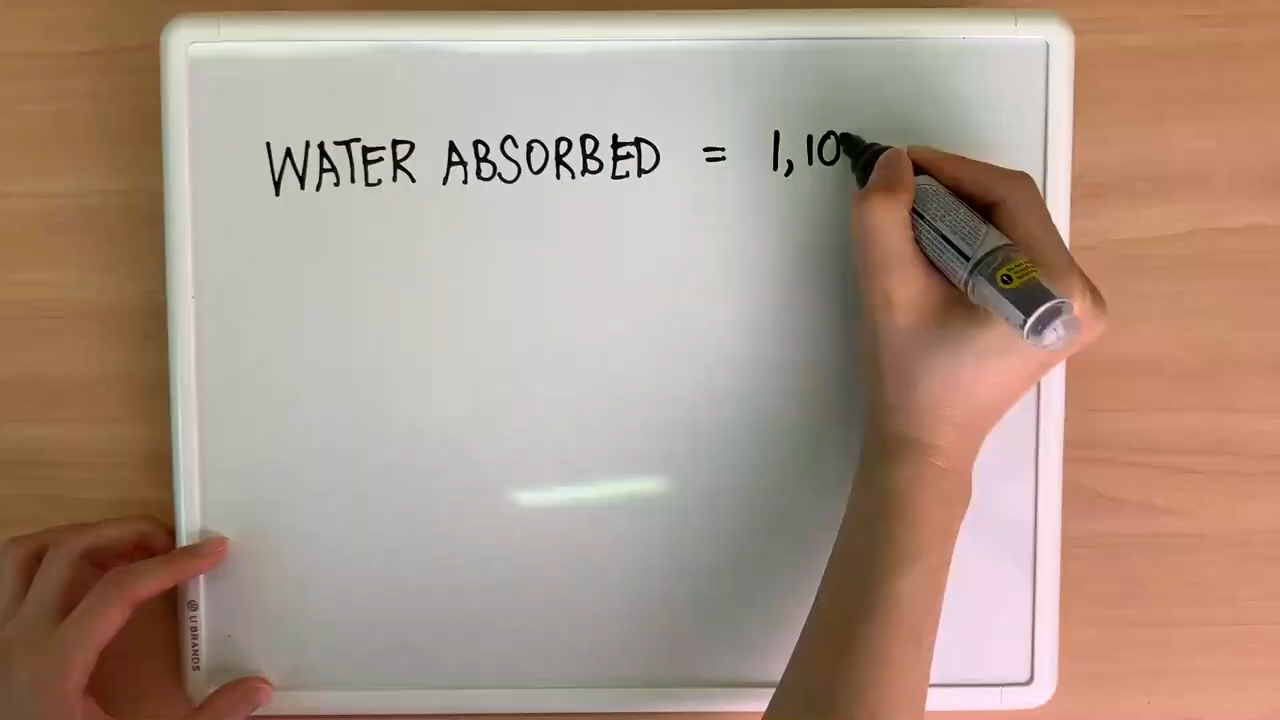 WATER ABSORBED = 1,10
U BRANDS